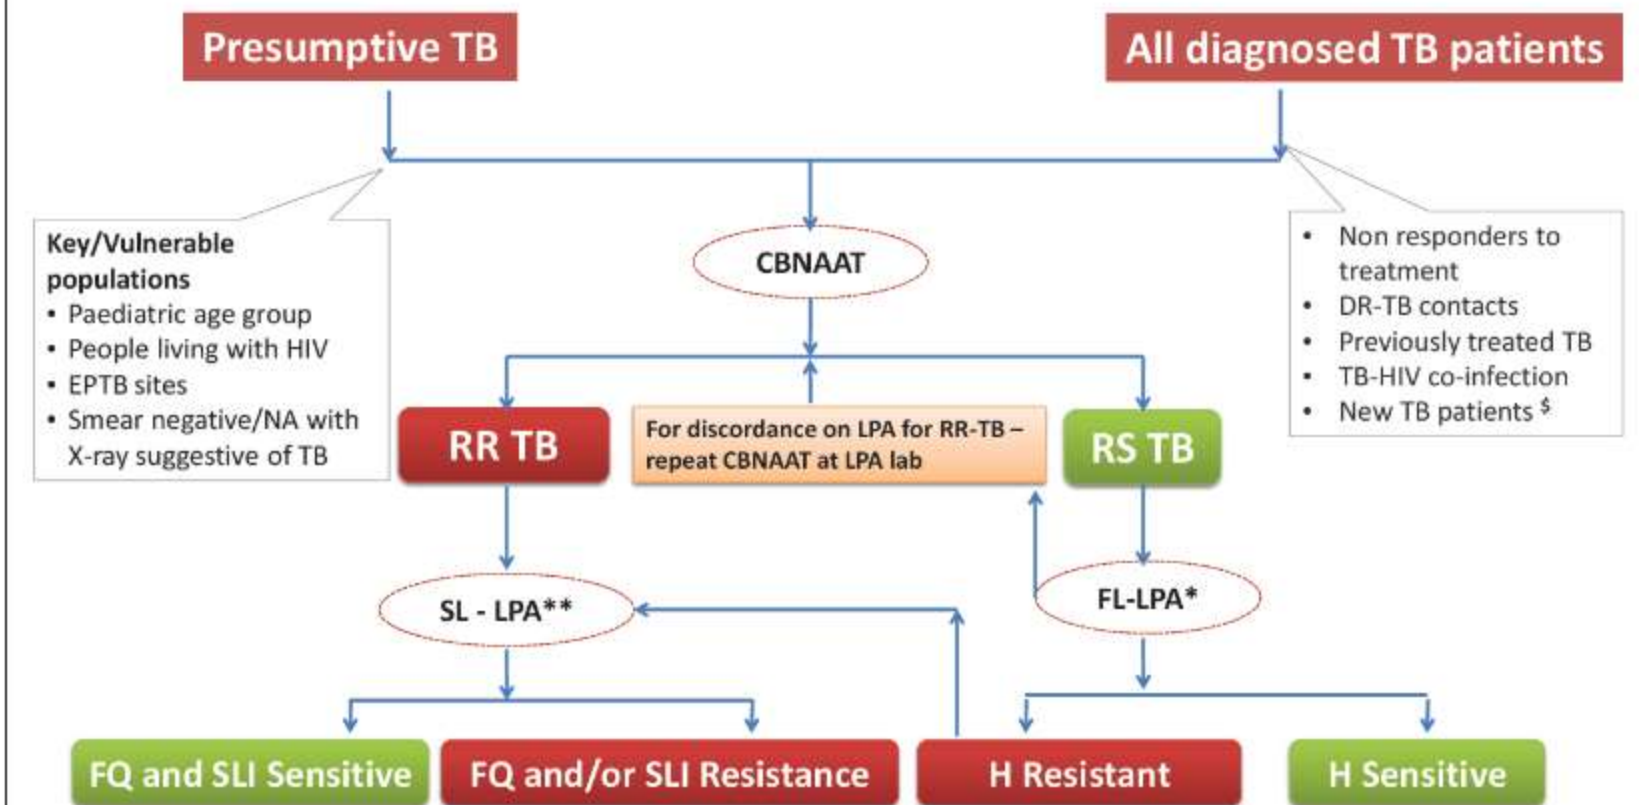 Presumptive TB
All diagnosed TB patients
Key/Vulnerable
populations
• Paediatric age group
• People living with HIV
• EPTB sites
• Smear negative/NA with
X-ray suggestive of TB
CBNAAT
• Non responders to
treatment
• DR-TB contacts
• Previously treated TB
• TB-HIV co-infection
• New TB patients $
RR TB
For discordance on LPA for RR-TB –
repeat CBNAAT at LPA lab
RS TB
SL - LPA**
FL-LPA*
FQ and SLI Sensitive
FQ and/or SLI Resistance
H Resistant
H Sensitive